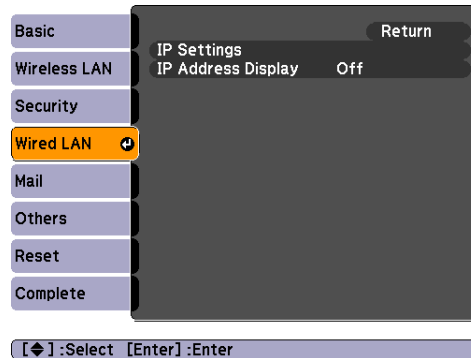 Basic
Wireless LAN
Security
Wired LAN
Mail
Others
Reset
Complete
Return
IP Settings
IP Address Display Off
[◆] :Select [Enter] :Enter